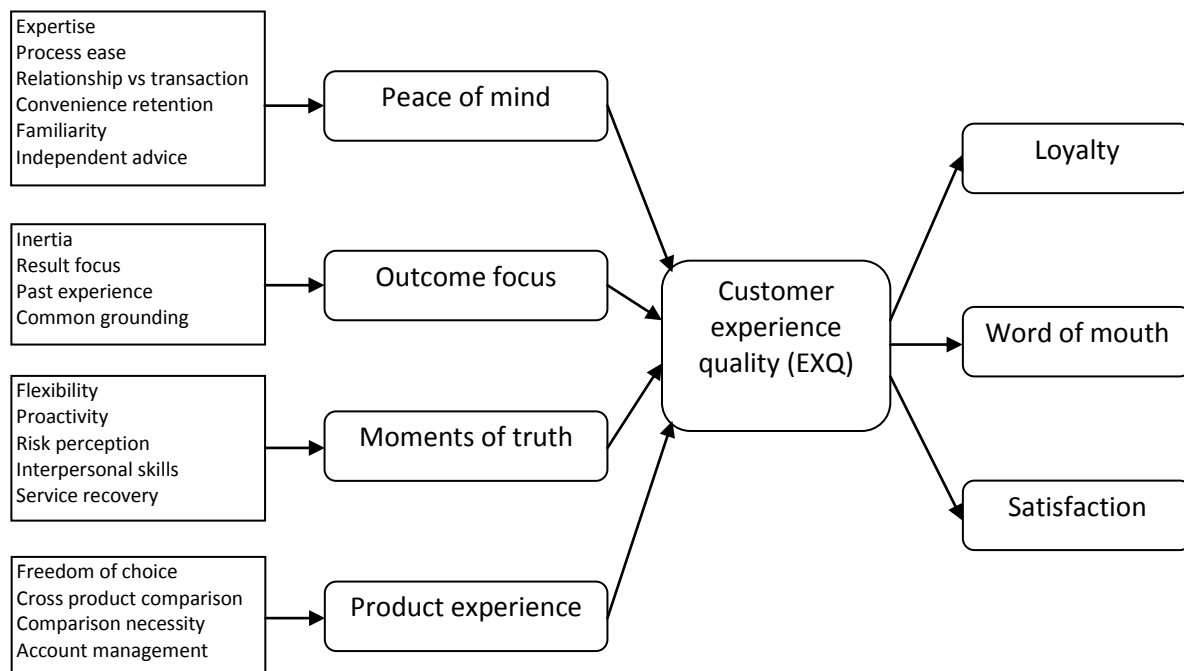 Expertise
Process ease
Relationship vs transaction
Convenience retention
Familiarity
Independent advice
Peace of mind
Inertia
Result focus
Past experience
Common grounding
Outcome focus
Flexibility
Proactivity
Risk perception
Interpersonal skills
Service recovery
Moments of truth
Freedom of choice
Cross product comparison
Comparison necessity
Account management
Product experience
Customer
experience
quality (EXQ)
Loyalty
Word of mouth
Satisfaction